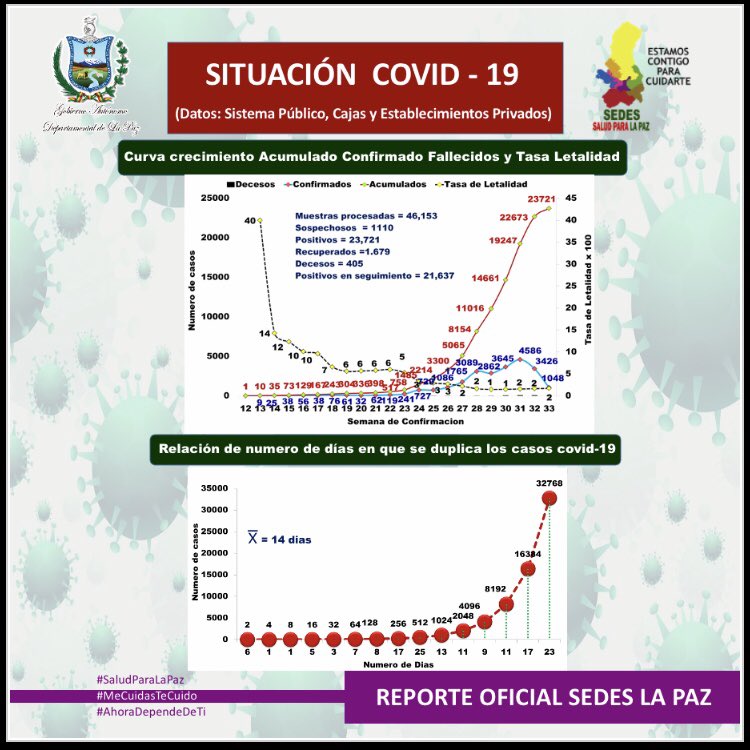 Gobierno Autónomo
Departamental de La Paz
SITUACIÓN COVID - 19
(Datos: Sistema Público, Cajas y Establecimientos Privados)
ESTAMOS
CONTIGO
PARA
CUIDARTE
SEDES
SALUD PARA LA PAZ
Curva crecimiento Acumulado Confirmado Fallecidos y Tasa Letalidad
Decesos Confirmados Acumulados Tasa de Letalidad
Muestras procesadas = 46,153
Sospechosos = 1110
Positivos = 23,721
Recuperados =1.679
Decesos = 405
Positivos en seguimiento = 21,637
Numero de casos
25000
20000
15000
10000
5000
0
Tasa de Letalidad x 100
45
40
35
30
25
20
15
10
5
0
40 14 12 10 10 7 6 6 6 6 5 3 3 2 2 2 2 2 2
1 10 35 73 129 167 243 304 336 398 517 758 1485 2214 3300 5065 8154 11016 14661 19247 22673 23721
9 25 38 56 38 76 61 32 62 119 241 727 729 1086 1765 3089 2862 3645 4586 3426 1048
12 13 14 15 16 17 18 19 20 21 22 23 24 25 26 27 28 29 30 31 32 33
Semana de Confirmacion
Relación de numero de días en que se duplica los casos covid-19
Numero de casos
35000
30000
25000
20000
15000
10000
5000
0
X̅ = 14 dias
2 4 8 16 32 64 128 256 512 1024 2048 4096 8192 16384 32768
6 1 1 5 3 7 8 17 25 13 11 9 11 17 23
Numero de Dias
#SaludParaLaPaz
#MeCuidasTeCuido
#AhoraDependeDeTi
REPORTE OFICIAL SEDES LA PAZ